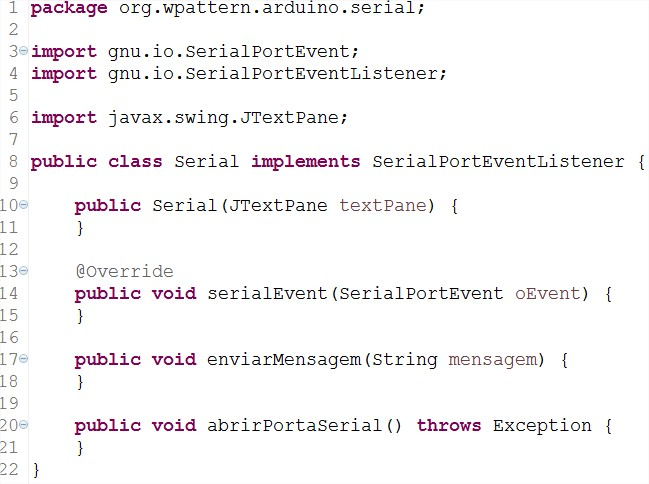 1 package org.wpattern.arduino.serial;
2
3 import gnu.io.SerialPortEvent;
4 import gnu.io.SerialPortEventListener;
5
6 import javax.swing.JTextPane;
7
8 public class Serial implements SerialPortEventListener {
9
10 public Serial(JTextPane textPane) {
11 }
12
13 @Override
14 public void serialEvent(SerialPortEvent oEvent) {
15 }
16
17 public void enviarMensagem(String mensagem) {
18 }
19
20 public void abrirPortaSerial() throws Exception {
21 }
22 }